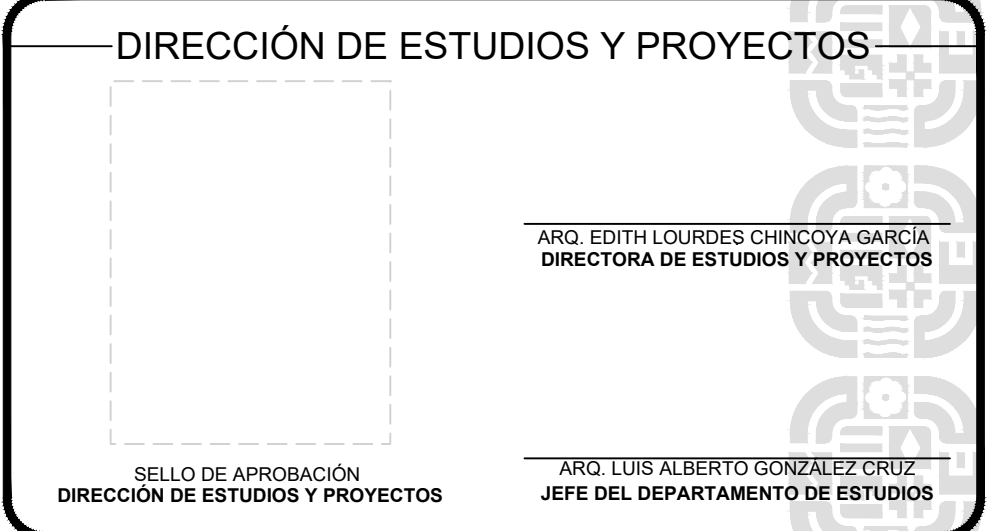 DIRECCIÓN DE ESTUDIOS Y PROYECTOS
ARQ. EDITH LOURDES CHINCOYA GARCÍA
DIRECTORA DE ESTUDIOS Y PROYECTOS
SELLO DE APROBACIÓN
DIRECCIÓN DE ESTUDIOS Y PROYECTOS
ARQ. LUIS ALBERTO GONZÁLEZ CRUZ
JEFE DEL DEPARTAMENTO DE ESTUDIOS